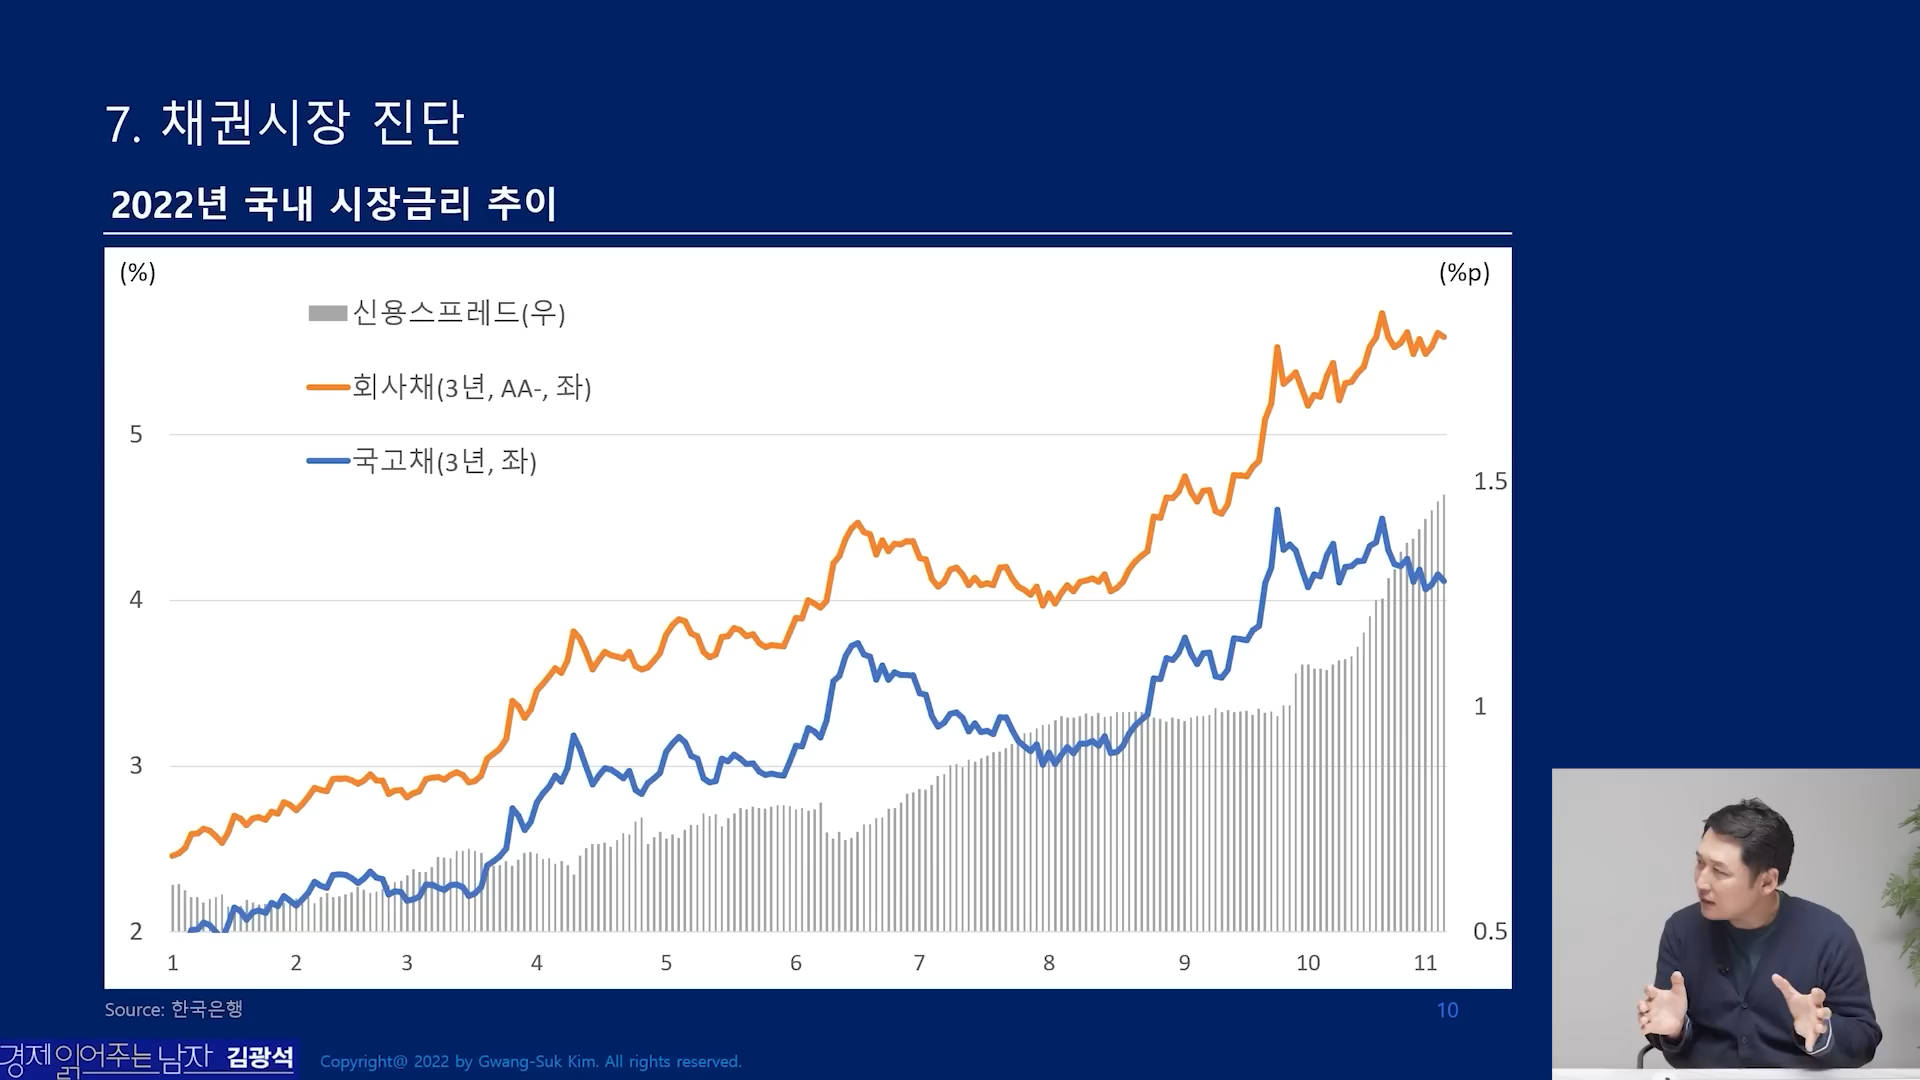 7. 채권시장 진단
2022년 국내 시장금리 추이
(%)
(%p)
신용스프레드(우)
회사채(3년, AA-, 좌)
국고채(3년, 좌)
5
4
3
2
1.5
1
0.5
1 2 3 4 5 6 7 8 9 10 11
Source: 한국은행
10
경제읽어주는남자 김광석
Copyright@ 2022 by Gwang-Suk Kim. All rights reserved.